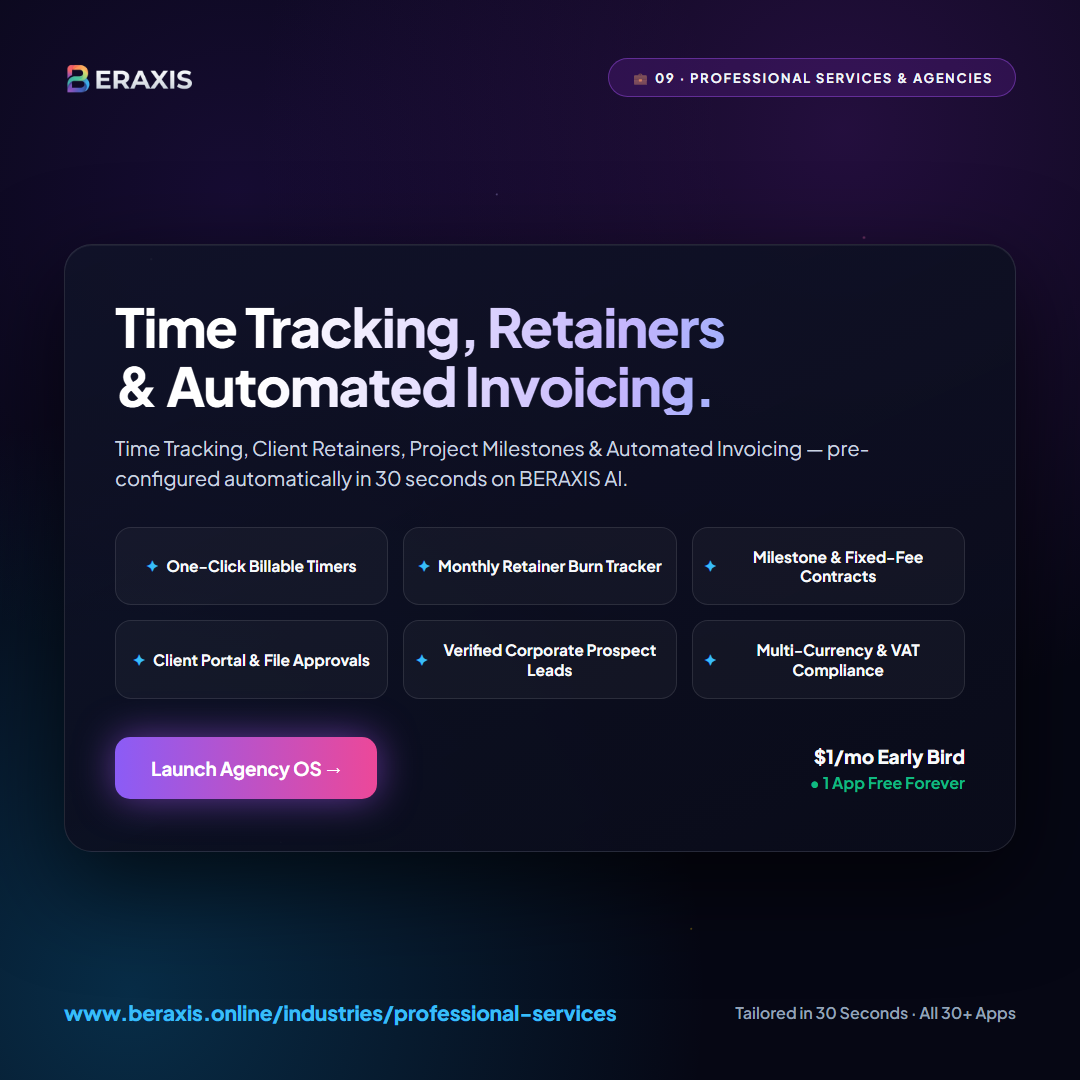 BERAXIS
💼 09 · PROFESSIONAL SERVICES & AGENCIES
Time Tracking, Retainers
& Automated Invoicing.
Time Tracking, Client Retainers, Project Milestones & Automated Invoicing — pre-
configured automatically in 30 seconds on BERAXIS AI.
✦ One-Click Billable Timers
✦ Monthly Retainer Burn Tracker
✦ Milestone & Fixed-Fee
Contracts
✦ Client Portal & File Approvals
✦ Verified Corporate Prospect
Leads
✦ Multi-Currency & VAT
Compliance
Launch Agency OS →
$1/mo Early Bird
● 1 App Free Forever
www.beraxis.online/industries/professional-services
Tailored in 30 Seconds · All 30+ Apps